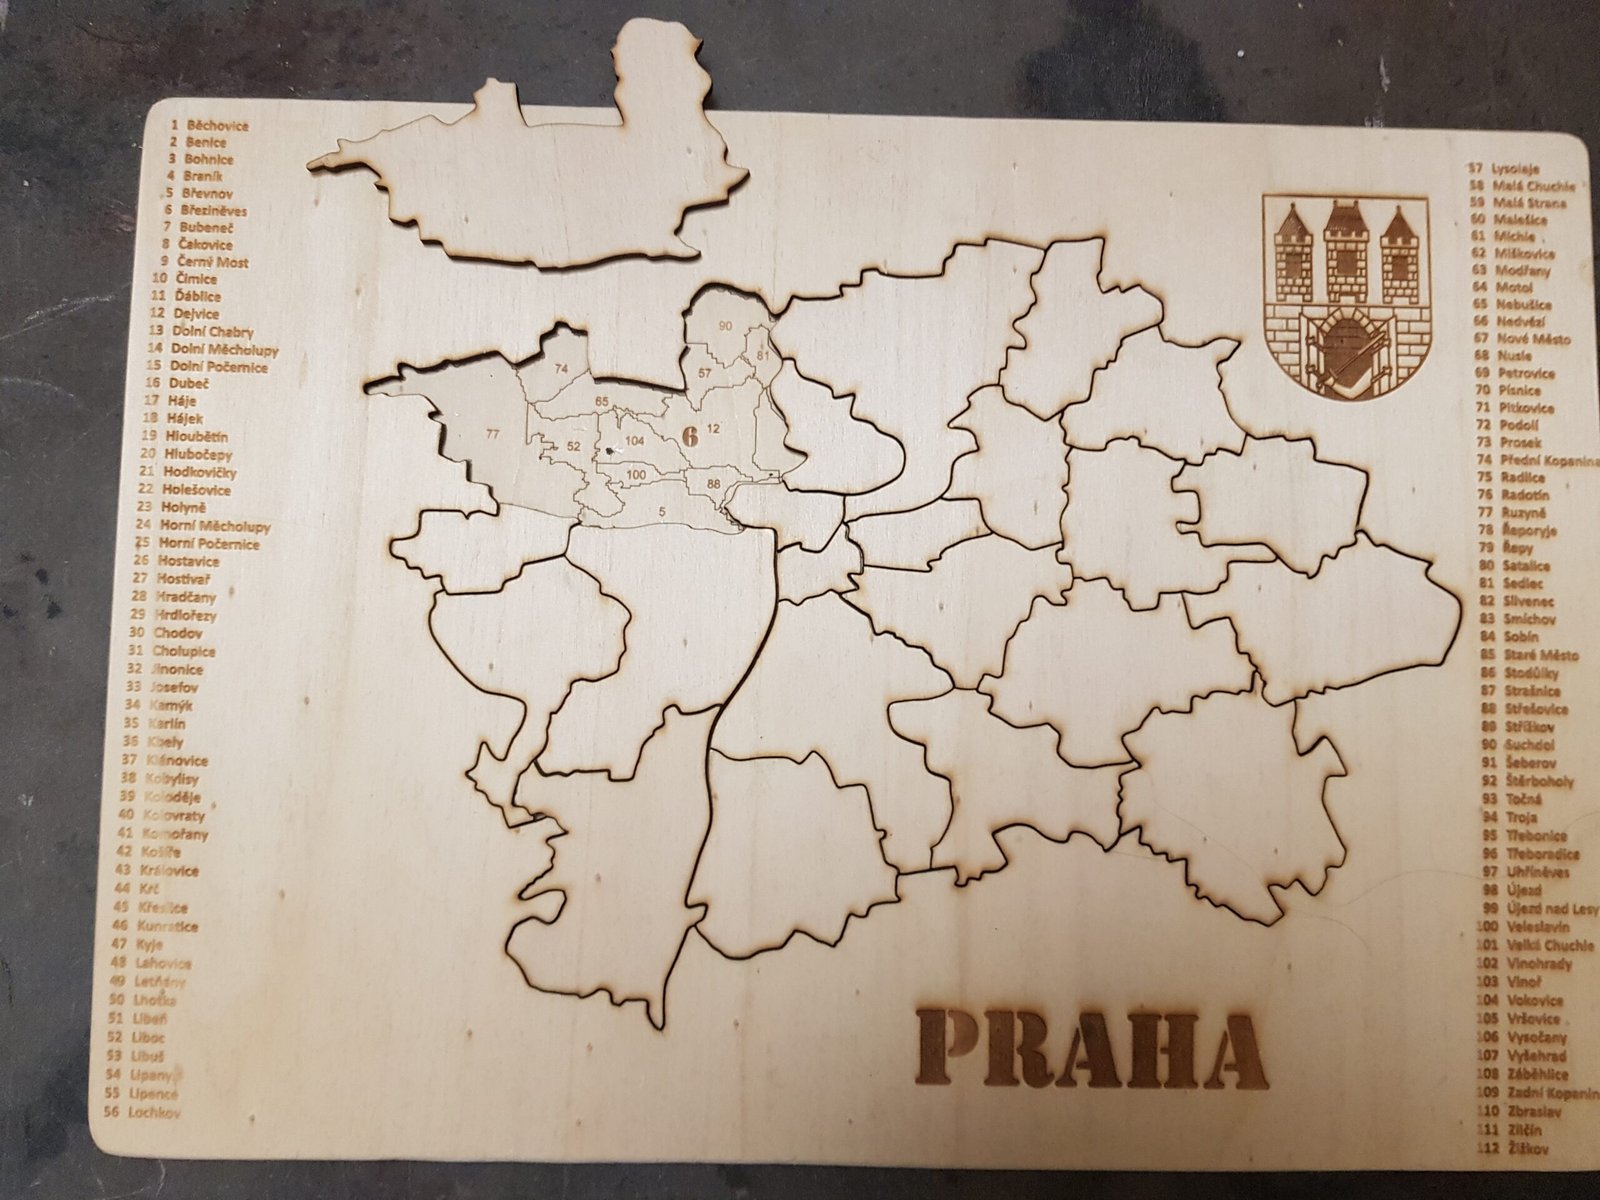 1 Běchovice
2 Benice
3 Bohnice
4 Braník
5 Břevnov
6 Březiněves
7 Bubeneč
8 Čakovice
9 Černý Most
10 Čimice
11 Ďáblice
12 Dejvice
13 Dolní Chabry
14 Dolní Měcholupy
15 Dolní Počernice
16 Dubeč
17 Háje
18 Hájek
19 Hloubětín
20 Hlubočepy
21 Hodkovičky
22 Holešovice
23 Holyně
24 Horní Měcholupy
25 Horní Počernice
26 Hostavice
27 Hostivař
28 Hradčany
29 Hrdlořezy
30 Chodov
31 Cholupice
32 Jinonice
33 Josefov
34 Kamýk
35 Karlín
36 Kbely
37 Klánovice
38 Kobylisy
39 Koloděje
40 Kolovraty
41 Komořany
42 Košíře
43 Královice
44 Krč
45 Křeslice
46 Kunratice
47 Kyje
48 Lahovice
49 Letňany
50 Lhotka
51 Libeň
52 Liboc
53 Libuš
54 Lipany
55 Lipence
56 Lochkov
90
81
74
57
65
77
52
104
6
12
100
88
5
57 Lysolaje
58 Malá Chuchle
59 Malá Strana
60 Malešice
61 Michle
62 Miškovice
63 Modřany
64 Motol
65 Nebušice
66 Nedvězí
67 Nové Město
68 Nusle
69 Petrovice
70 Písnice
71 Pitkovice
72 Podolí
73 Prosek
74 Přední Kopanina
75 Radlice
76 Radotín
77 Ruzyně
78 Řeporyje
79 Řepy
80 Satalice
81 Sedlec
82 Slivenec
83 Smíchov
84 Sobín
85 Staré Město
86 Stodůlky
87 Strašnice
88 Střešovice
89 Střížkov
90 Suchdol
91 Šeberov
92 Štěrboholy
93 Točná
94 Troja
95 Třebonice
96 Třeboradice
97 Uhříněves
98 Újezd
99 Újezd nad Lesy
100 Veleslavín
101 Velká Chuchle
102 Vinohrady
103 Vinoř
104 Vokovice
105 Vršovice
106 Vysočany
107 Vyšehrad
108 Záběhlice
109 Zadní Kopanin
110 Zbraslav
111 Zličín
112 Žižkov
PRAHA